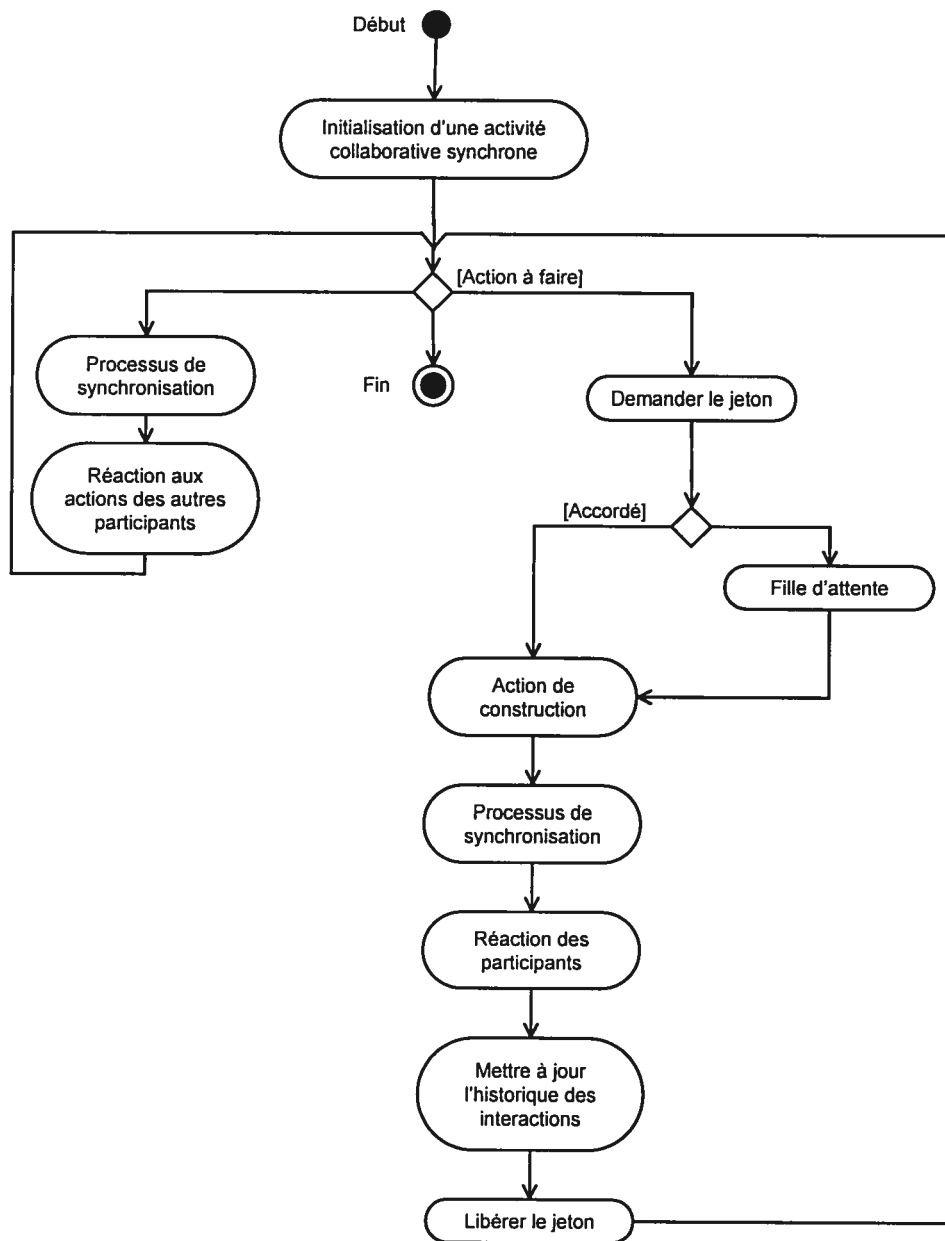 Début
Initialisation d'une activité
collaborative synchrone
[Action à faire]
Processus de
synchronisation
Fin
Demander le jeton
Réaction aux
actions des autres
participants
[Accordé]
Fille d'attente
Action de
construction
Processus de
synchronisation
Réaction des
participants
Mettre à jour
l'historique des
interactions
Libérer le jeton